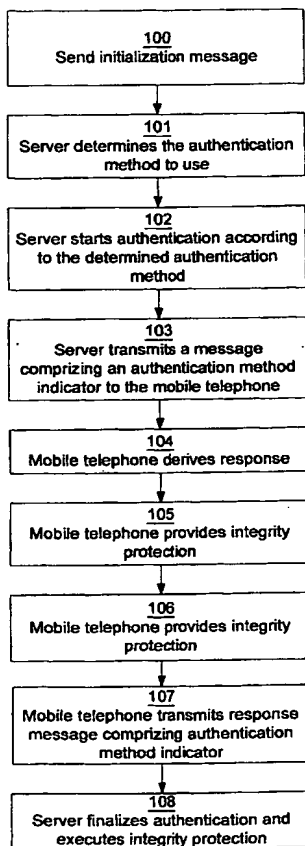 100
Send initialization message
101
Server determines the authentication
method to use
102
Server starts authentication according
to the determined authentication
method
103
Server transmits a message
comprizing an authentication method
indicator to the mobile telephone
104
Mobile telephone derives response
105
Mobile telephone provides integrity
protection
106
Mobile telephone provides integrity
protection
107
Mobile telephone transmits response
message comprizing authentication
method indicator
108
Server finalizes authentication and
executes integrity protection